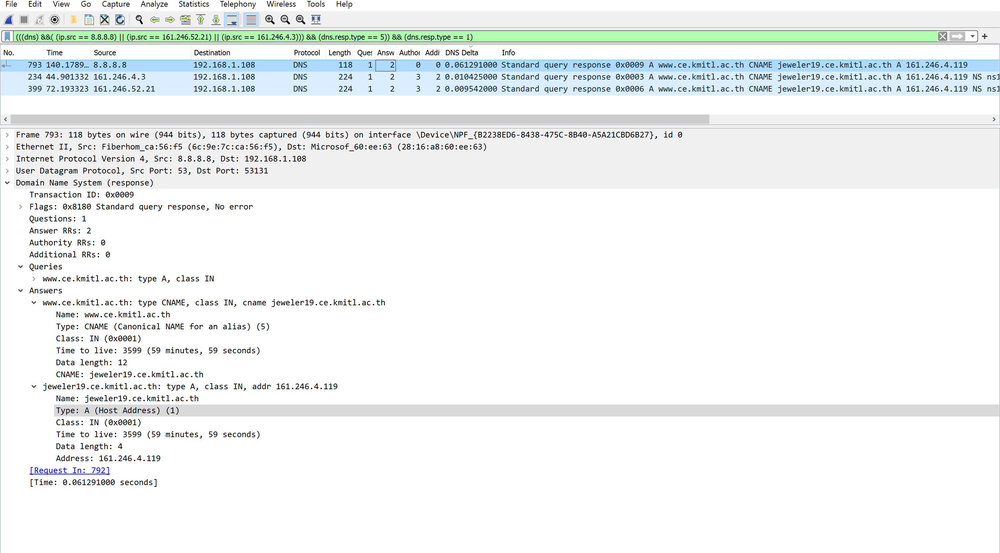 File Edit View Go Capture Analyze Statistics Telephony Wireless Tools Help
(((dns) &&( (ip.src == 8.8.8.8) || (ip.src == 161.246.52.21) || (ip.src == 161.246.4.3))) && (dns.resp.type == 5)) && (dns.resp.type == 1)
No. Time Source Destination Protocol Length Ques Answ Author Addi DNS Delta Info
793 140.1789… 8.8.8.8 192.168.1.108 DNS 118 1 2 0 0 0.061291000 Standard query response 0x0009 A www.ce.kmitl.ac.th CNAME jeweler19.ce.kmitl.ac.th A 161.246.4.119
234 44.901332 161.246.4.3 192.168.1.108 DNS 224 1 2 3 2 0.010425000 Standard query response 0x0003 A www.ce.kmitl.ac.th CNAME jeweler19.ce.kmitl.ac.th A 161.246.4.119 NS ns1
399 72.193323 161.246.52.21 192.168.1.108 DNS 224 1 2 3 2 0.009542000 Standard query response 0x0006 A www.ce.kmitl.ac.th CNAME jeweler19.ce.kmitl.ac.th A 161.246.4.119 NS ns1
Frame 793: 118 bytes on wire (944 bits), 118 bytes captured (944 bits) on interface \Device\NPF_{B2238ED6-8438-475C-8B40-A5A21CBD6B27}, id 0
Ethernet II, Src: Fiberhom_ca:56:f5 (6c:9e:7c:ca:56:f5), Dst: Microsof_60:ee:63 (28:16:a8:60:ee:63)
Internet Protocol Version 4, Src: 8.8.8.8, Dst: 192.168.1.108
User Datagram Protocol, Src Port: 53, Dst Port: 53131
Domain Name System (response)
Transaction ID: 0x0009
Flags: 0x8180 Standard query response, No error
Questions: 1
Answer RRs: 2
Authority RRs: 0
Additional RRs: 0
Queries
www.ce.kmitl.ac.th: type A, class IN
Answers
www.ce.kmitl.ac.th: type CNAME, class IN, cname jeweler19.ce.kmitl.ac.th
Name: www.ce.kmitl.ac.th
Type: CNAME (Canonical NAME for an alias) (5)
Class: IN (0x0001)
Time to live: 3599 (59 minutes, 59 seconds)
Data length: 12
CNAME: jeweler19.ce.kmitl.ac.th
jeweler19.ce.kmitl.ac.th: type A, class IN, addr 161.246.4.119
Name: jeweler19.ce.kmitl.ac.th
Type: A (Host Address) (1)
Class: IN (0x0001)
Time to live: 3599 (59 minutes, 59 seconds)
Data length: 4
Address: 161.246.4.119
[Request In: 792]
[Time: 0.061291000 seconds]